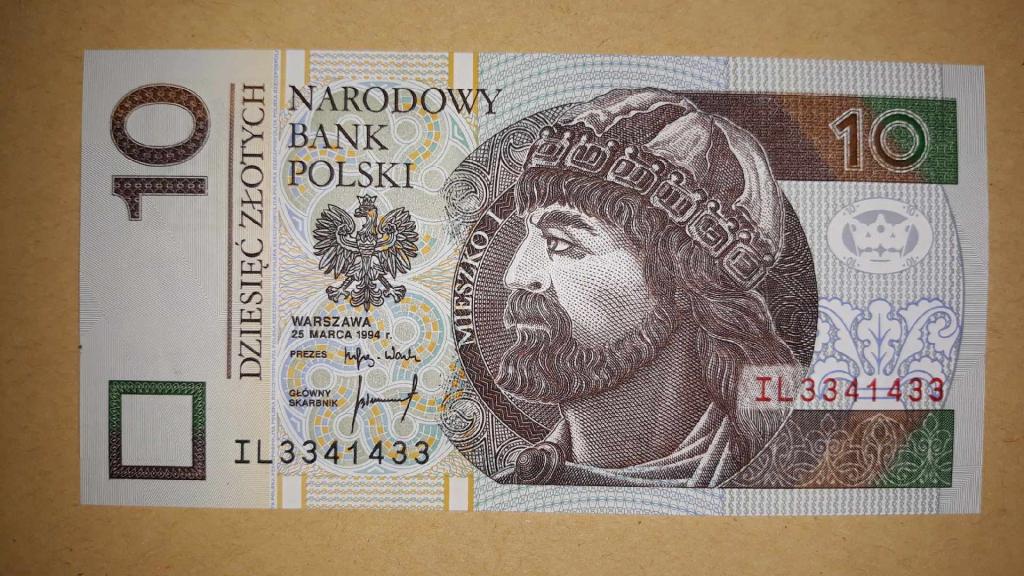 10
DZIESIĘĆ ZŁOTYCH
NARODOWY
BANK
POLSKI
WARSZAWA
25 MARCA 1994 r.
PREZES
GŁÓWNY
SKARBNIK
IL3341433
MIESZKO I
10
IL3341433